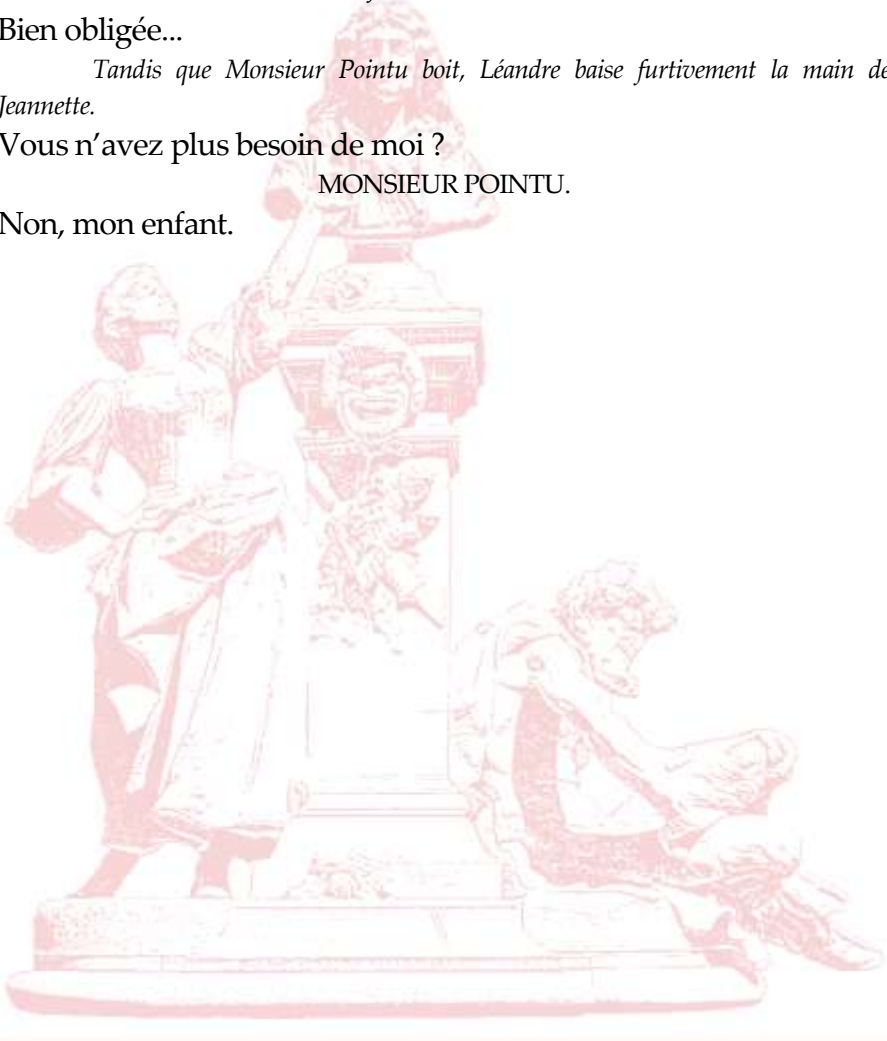 Bien obligée...
Tandis que Monsieur Pointu boit, Léandre baise furtivement la main de
Jeannette.
Vous n’avez plus besoin de moi ?
MONSIEUR POINTU.
Non, mon enfant.